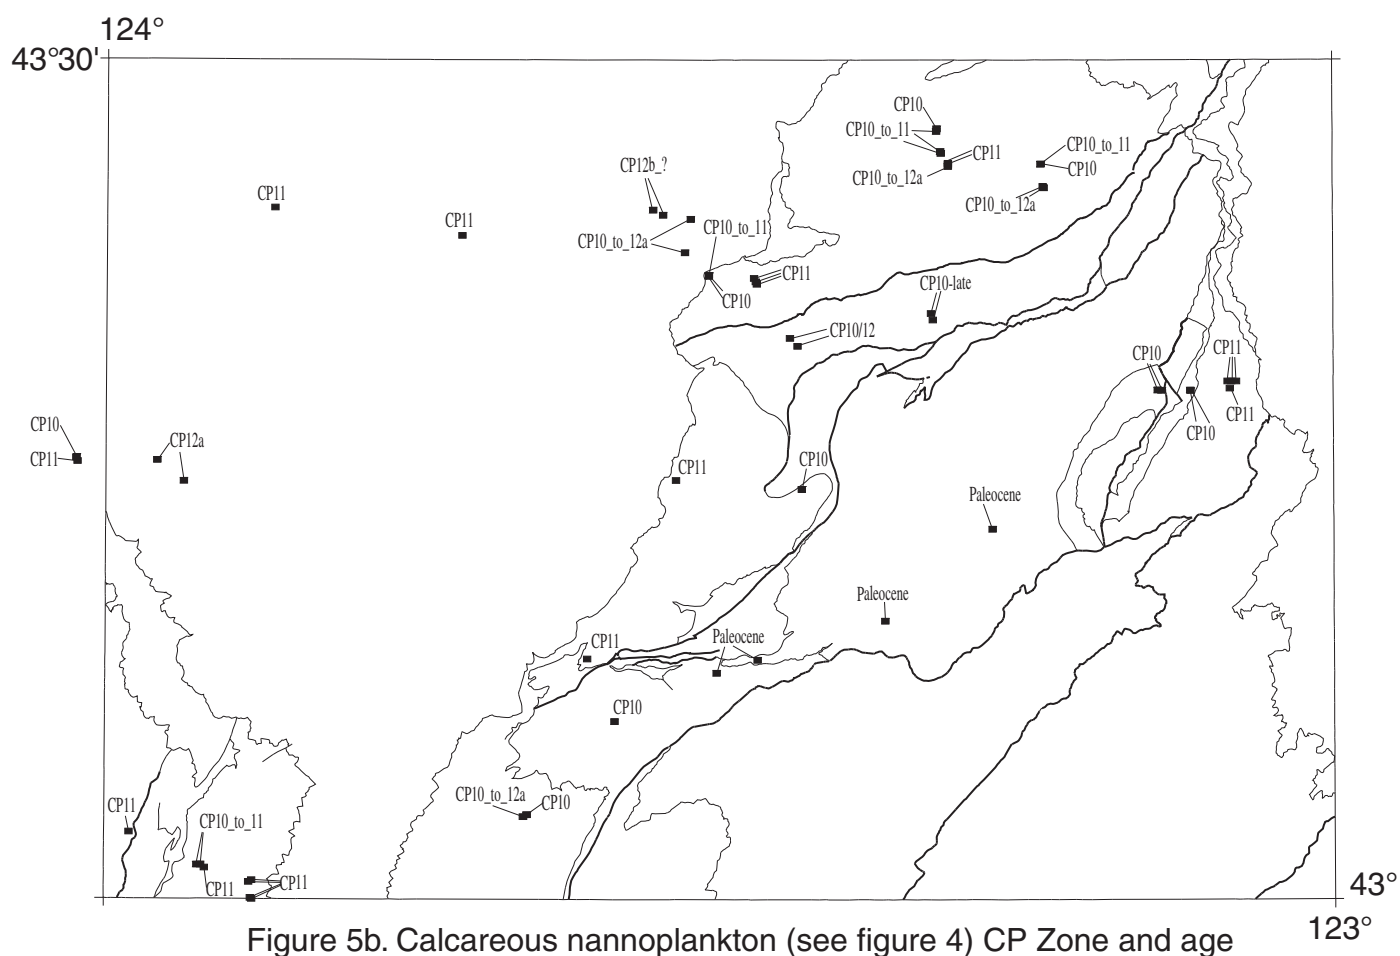 124°
43°30'
CP10
CP10_to_11
CP11
CP10_to_12a
CP10_to_11
CP10
CP10_to_12a
CP12b_?
CP11
CP11
CP10_to_12a
CP10_to_11
CP11
CP10
CP10-late
CP10/12
CP10
CP11
CP11
CP10
CP10
CP11
CP12a
CP11
CP10
Paleocene
Paleocene
Paleocene
CP11
CP10
CP10_to_12a
CP10
CP11
CP10_to_11
CP11
CP11
43°
123°
Figure 5b. Calcareous nannoplankton (see figure 4) CP Zone and age